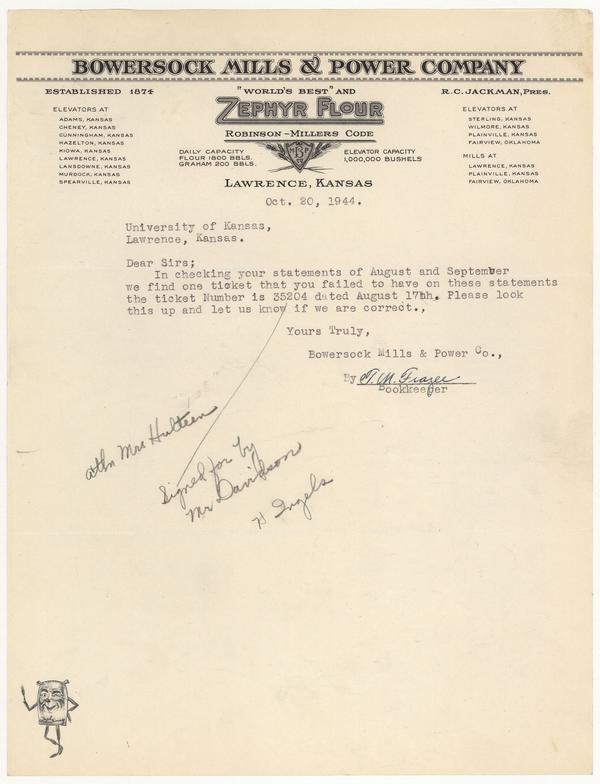 BOWERSOCK MILLS & POWER COMPANY
ESTABLISHED 1874
"WORLD'S BEST" AND
R.C. JACKMAN, PRES.
ZEPHYR FLOUR
ELEVATORS AT
ADAMS, KANSAS
CHENEY, KANSAS
CUNNINGHAM, KANSAS
HAZELTON, KANSAS
KIOWA, KANSAS
LAWRENCE, KANSAS
LANSDOWNE, KANSAS
MURDOCK, KANSAS
SPEARVILLE, KANSAS
ROBINSON-MILLERS CODE
DAILY CAPACITY
FLOUR 1800 BBLS.
GRAHAM 200 BBLS.
ELEVATOR CAPACITY
1,000,000 BUSHELS
ELEVATORS AT
STERLING, KANSAS
WILMORE, KANSAS
PLAINVILLE, KANSAS
FAIRVIEW, OKLAHOMA
MILLS AT
LAWRENCE, KANSAS
PLAINVILLE, KANSAS
FAIRVIEW, OKLAHOMA
LAWRENCE, KANSAS
Oct. 20, 1944.
University of Kansas,
Lawrence, Kansas.
Dear Sirs;
In checking your statements of August and September
we find one ticket that you failed to have on these statements
the ticket Number is 35204 dated August 17hh. Please look
this up and let us know if we are correct.,
Yours Truly,
Bowersock Mills & Power Co.,
By T. M. Frazee
Bookkeeper
attn Mrs Hulteen
Signed for by
Mr Davidson
H Ingels